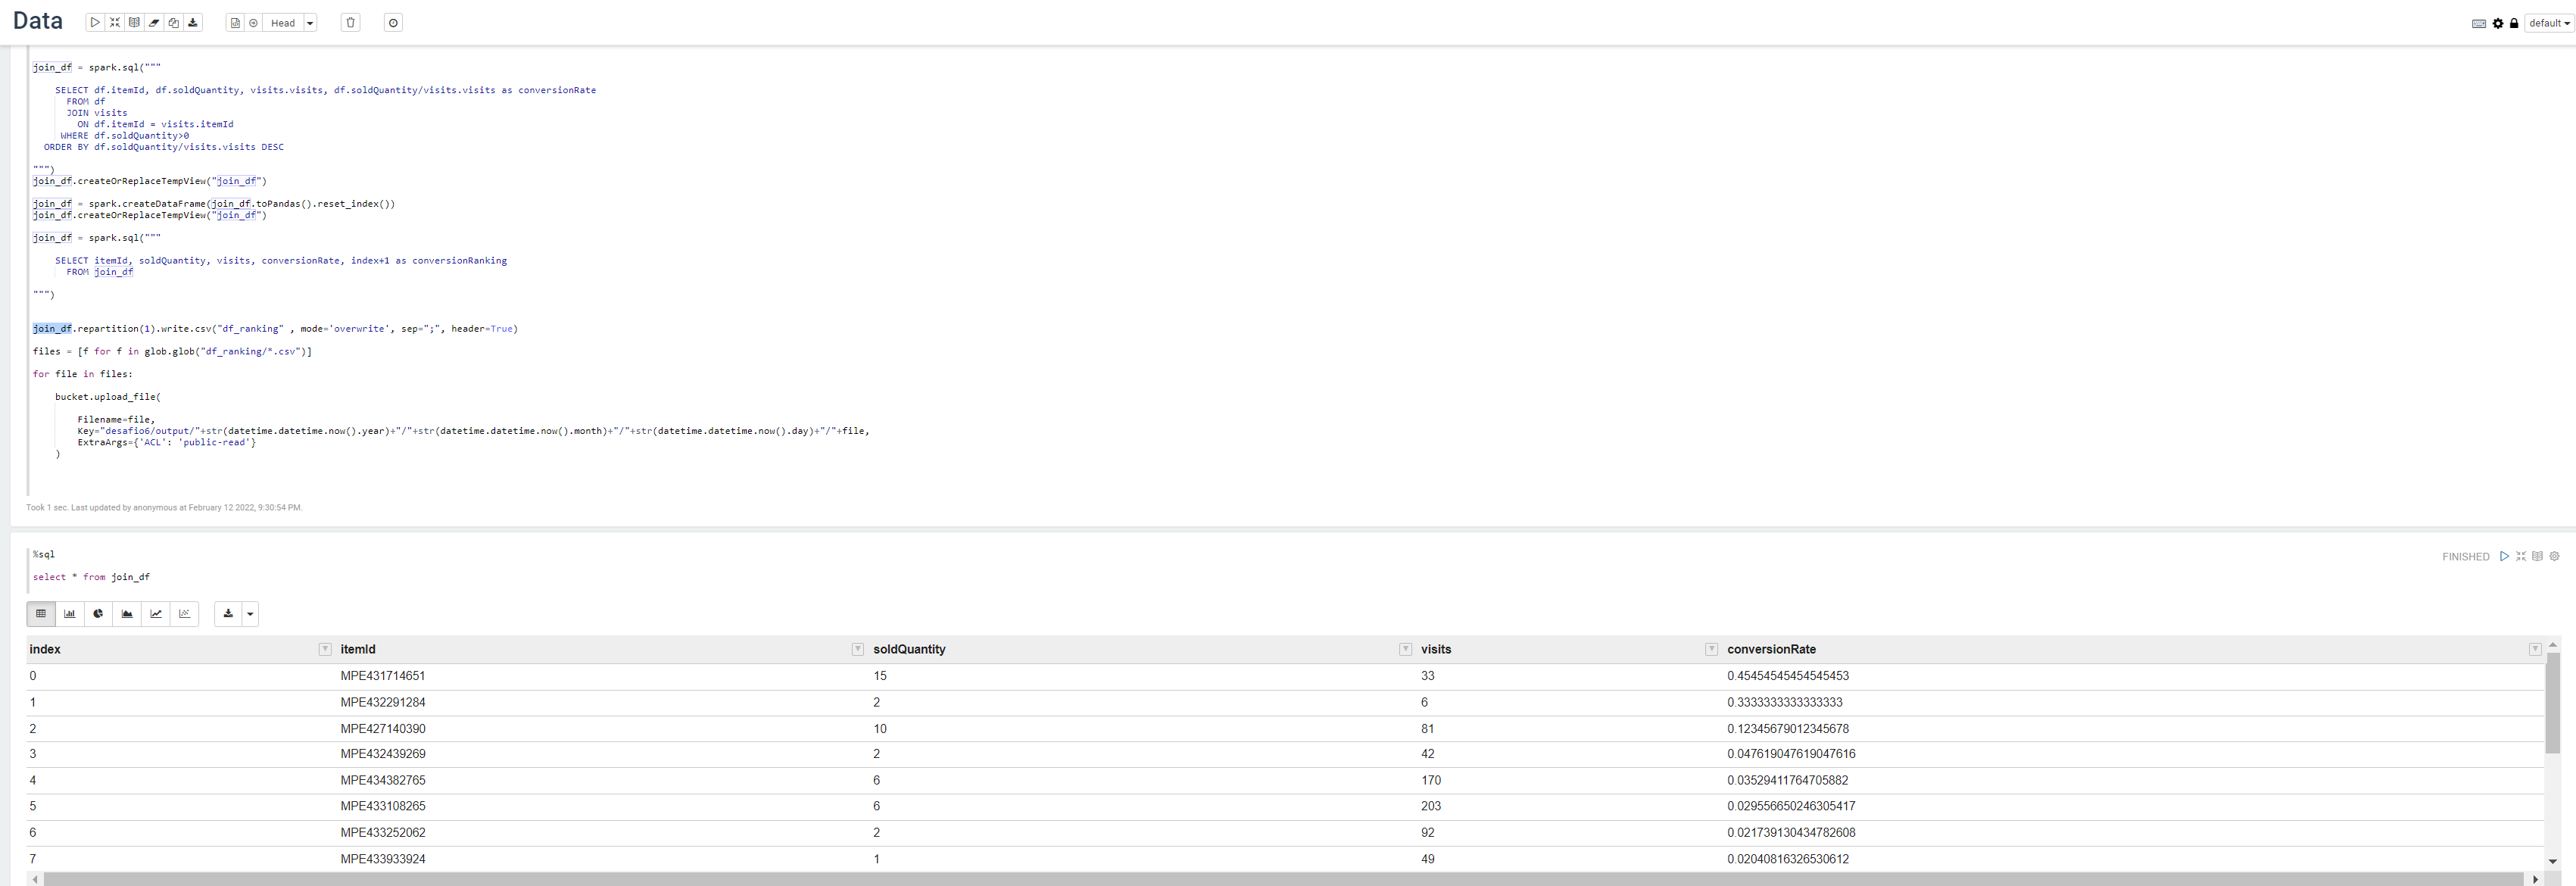 Data
Head
default
join_df = spark.sql("""
SELECT df.itemId, df.soldQuantity, visits.visits, df.soldQuantity/visits.visits as conversionRate
FROM df
JOIN visits
ON df.itemId = visits.itemId
WHERE df.soldQuantity>0
ORDER BY df.soldQuantity/visits.visits DESC
""")
join_df.createOrReplaceTempView("join_df")
join_df = spark.createDataFrame(join_df.toPandas().reset_index())
join_df.createOrReplaceTempView("join_df")
join_df = spark.sql("""
SELECT itemId, soldQuantity, visits, conversionRate, index+1 as conversionRanking
FROM join_df
""")
join_df.repartition(1).write.csv("df_ranking" , mode='overwrite', sep=";", header=True)
files = [f for f in glob.glob("df_ranking/*.csv")]
for file in files:
bucket.upload_file(
Filename=file,
Key="desafio6/output/"+str(datetime.datetime.now().year)+"/"+str(datetime.datetime.now().month)+"/"+str(datetime.datetime.now().day)+"/"+file,
ExtraArgs={'ACL': 'public-read'}
)
Took 1 sec. Last updated by anonymous at February 12 2022, 9:30:54 PM.
%sql
FINISHED
select * from join_df
index itemId soldQuantity visits conversionRate
0 MPE431714651 15 33 0.45454545454545453
1 MPE432291284 2 6 0.3333333333333333
2 MPE427140390 10 81 0.12345679012345678
3 MPE432439269 2 42 0.047619047619047616
4 MPE434382765 6 170 0.03529411764705882
5 MPE433108265 6 203 0.029556650246305417
6 MPE433252062 2 92 0.021739130434782608
7 MPE433933924 1 49 0.02040816326530612